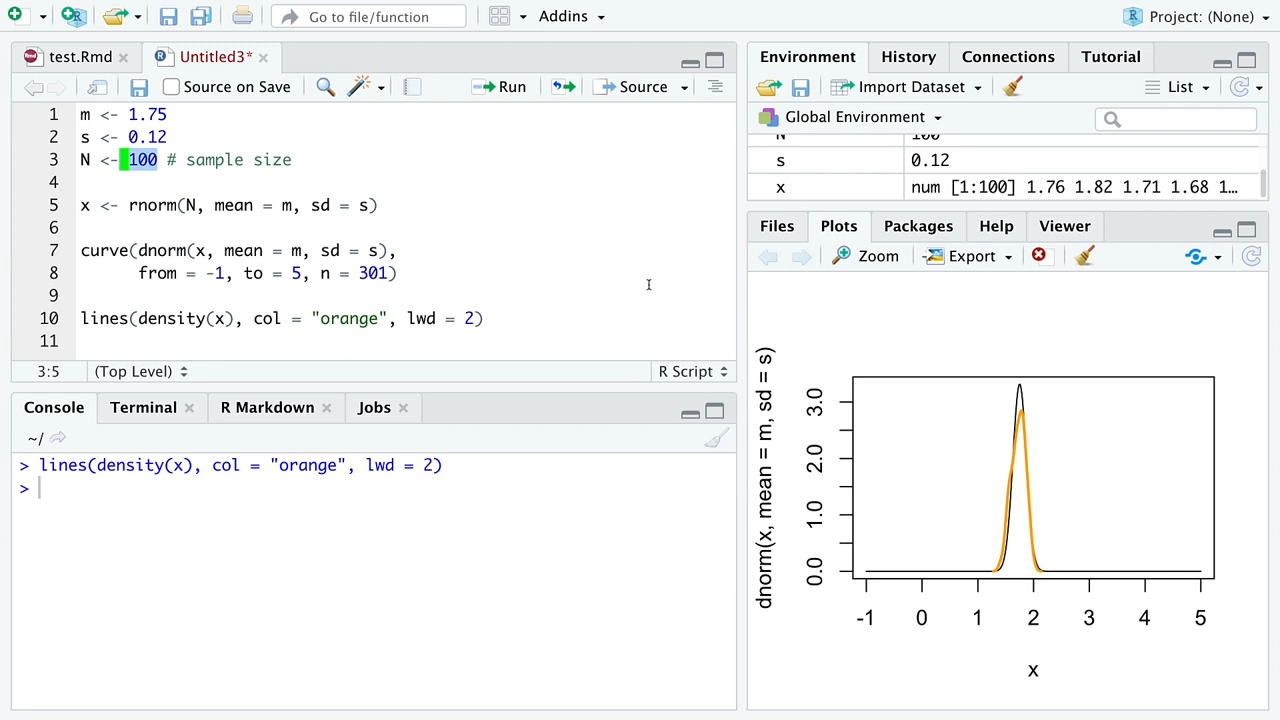 Go to file/function
Addins
Project: (None)
test.Rmd
Untitled3*
Source on Save
Run
Source
1 m <- 1.75
2 s <- 0.12
3 N <- 100 # sample size
4
5 x <- rnorm(N, mean = m, sd = s)
6
7 curve(dnorm(x, mean = m, sd = s),
8 from = -1, to = 5, n = 301)
9
10 lines(density(x), col = "orange", lwd = 2)
11
3:5 (Top Level) R Script
Console Terminal R Markdown Jobs
~/
> lines(density(x), col = "orange", lwd = 2)
>
Environment History Connections Tutorial
Import Dataset List
Global Environment
N 100
s 0.12
x num [1:100] 1.76 1.82 1.71 1.68 1…
Files Plots Packages Help Viewer
Zoom Export
dnorm(x, mean = m, sd = s)
3.0
2.0
1.0
0.0
-1 0 1 2 3 4 5
x